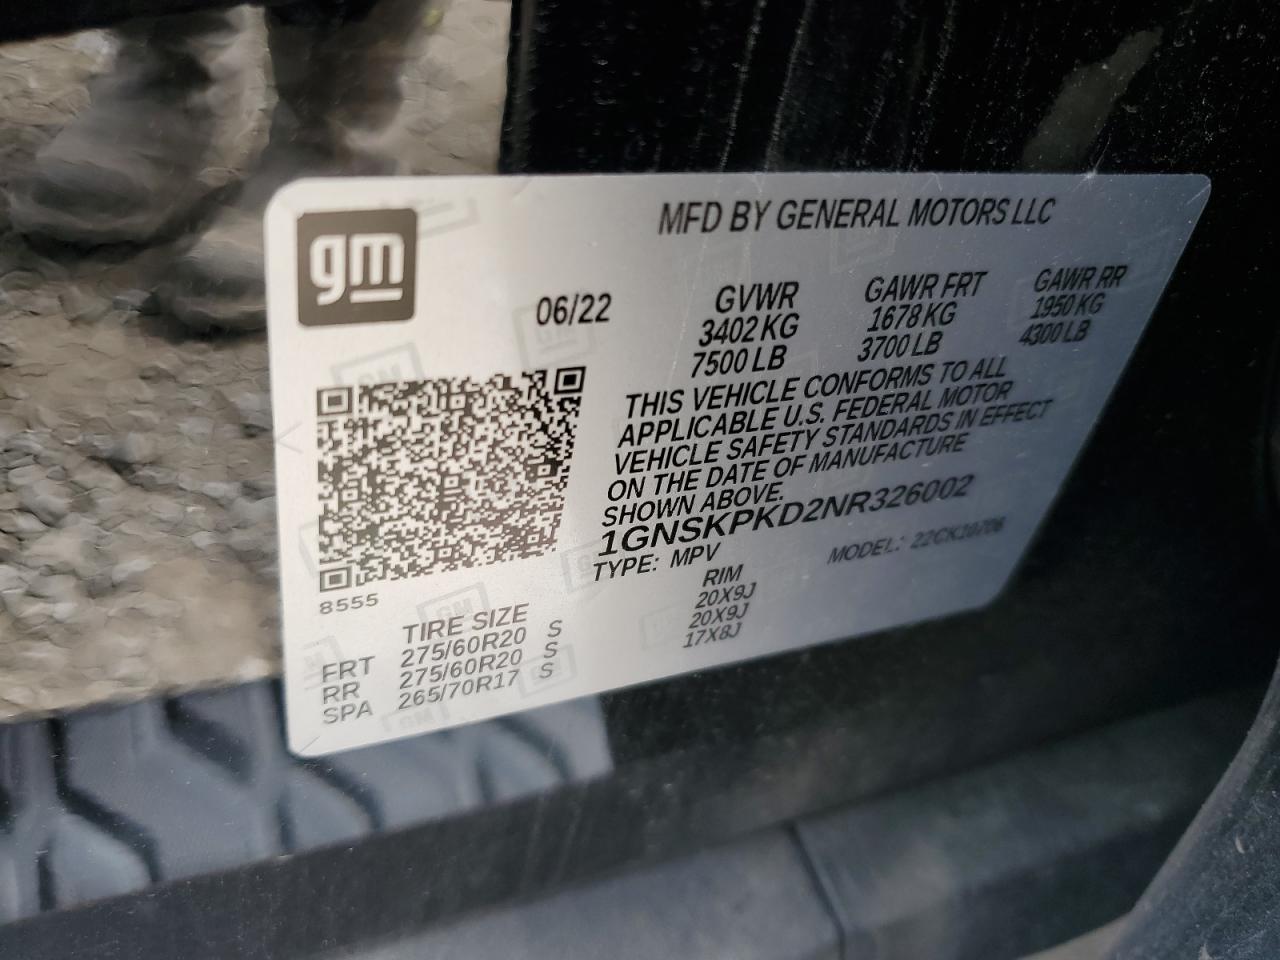 MFD BY GENERAL MOTORS LLC
gm
06/22
GVWR GAWR FRT GAWR RR
3402 KG 1678 KG 1950 KG
7500 LB 3700 LB 4300 LB
THIS VEHICLE CONFORMS TO ALL
APPLICABLE U.S. FEDERAL MOTOR
VEHICLE SAFETY STANDARDS IN EFFECT
ON THE DATE OF MANUFACTURE
SHOWN ABOVE.
1GNSKPKD2NR326002
TYPE: MPV MODEL: 22CK10706
8555
TIRE SIZE RIM
FRT 275/60R20 S 20X9J
RR 275/60R20 S 20X9J
SPA 265/70R17 S 17X8J